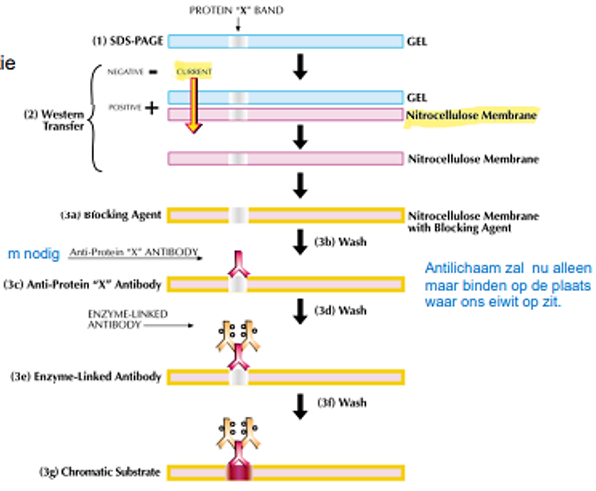 PROTEIN "X" BAND
(1) SDS-PAGE
GEL
tie
NEGATIVE -
CURRENT
POSITIVE +
GEL
(2) Western
Transfer
Nitrocellulose Membrane
Nitrocellulose Membrane
(3a) Blocking Agent
Nitrocellulose Membrane
with Blocking Agent
(3b) Wash
m nodig
Anti-Protein "X" ANTIBODY
(3c) Anti-Protein "X" Antibody
Antilichaam zal nu alleen
maar binden op de plaats
waar ons eiwit op zit.
(3d) Wash
ENZYME-LINKED
ANTIBODY
(3e) Enzyme-Linked Antibody
(3f) Wash
(3g) Chromatic Substrate